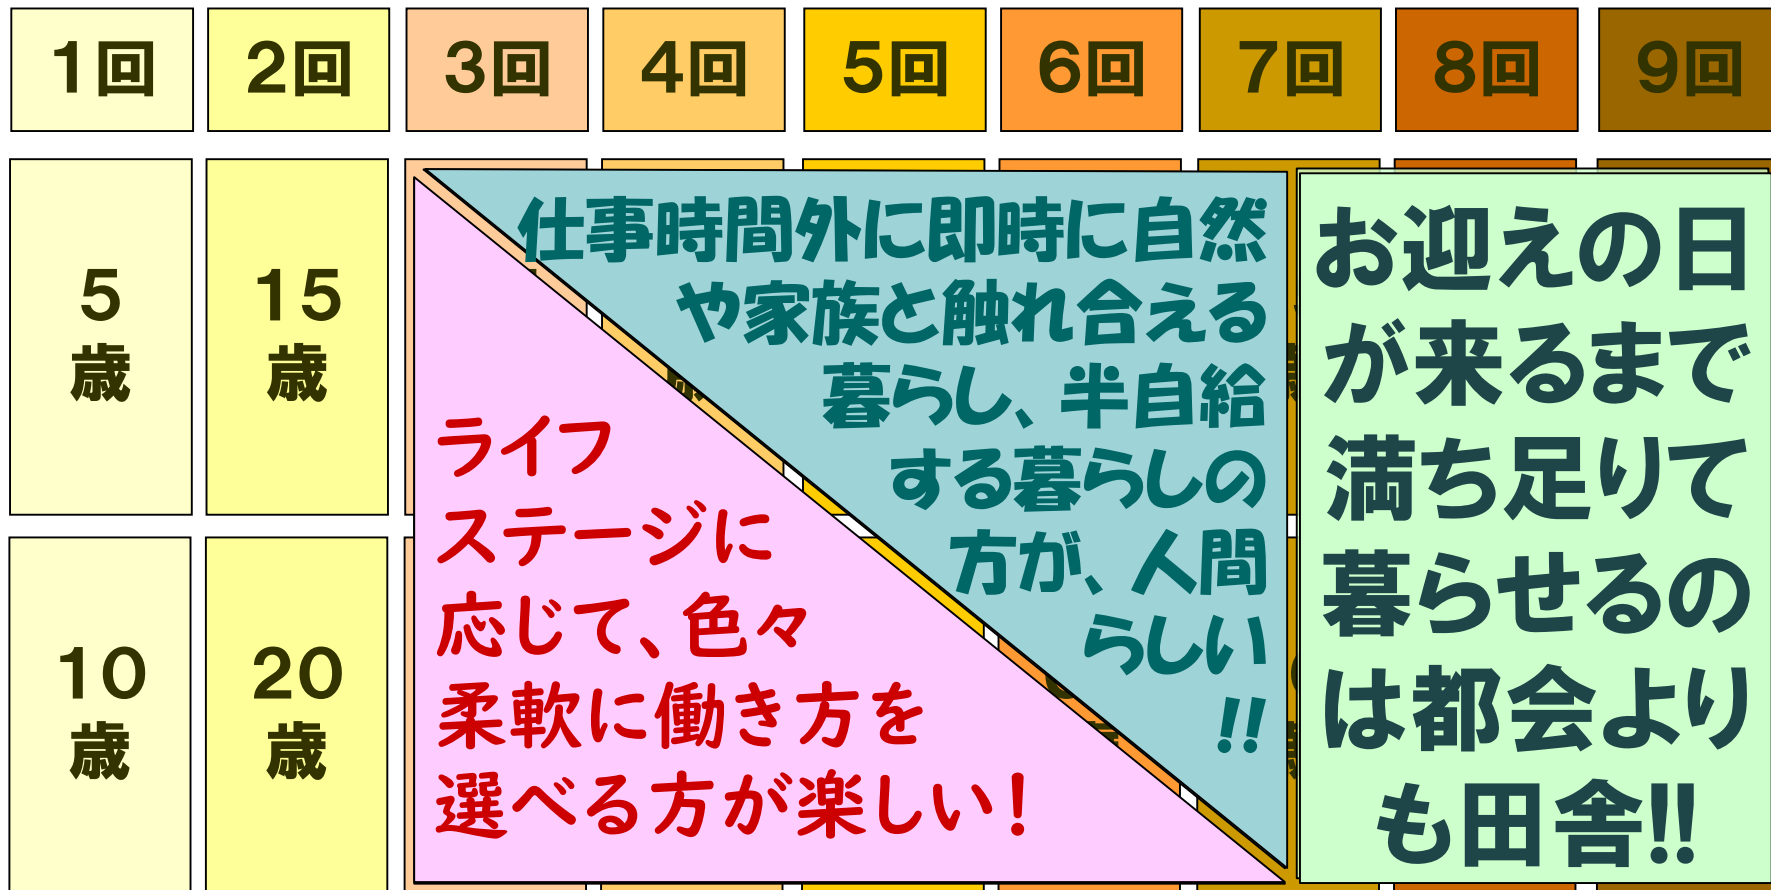 1回 2回 3回 4回 5回 6回 7回 8回 9回
5
歳
15
歳
10
歳
20
歳
仕事時間外に即時に自然
や家族と触れ合える
暮らし、半自給
する暮らしの
方が、人間
らしい
!!
ライフ
ステージに
応じて、色々
柔軟に働き方を
選べる方が楽しい！
お迎えの日
が来るまで
満ち足りて
暮らせるの
は都会より
も田舎!!